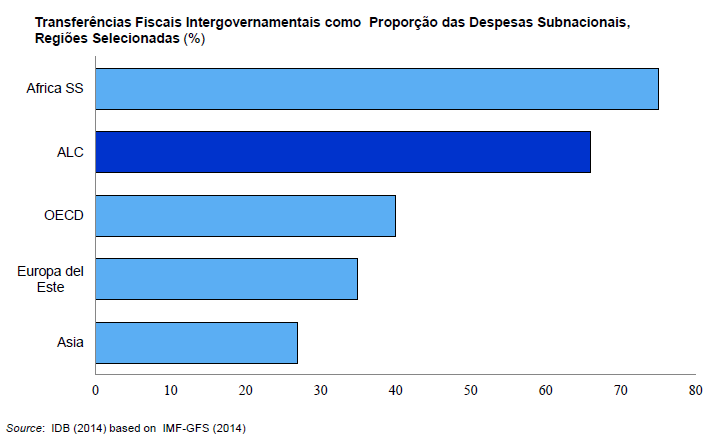 Transferências Fiscais Intergovernamentais como  Proporção das Despesas Subnacionais,
Regiões Selecionadas (%)
Africa SS
ALC
OECD
Europa del
Este
Asia
0 10 20 30 40 50 60 70 80
Source:  IDB (2014) based on  IMF-GFS (2014)